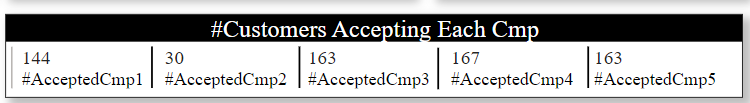 #Customers Accepting Each Cmp
144 30 163 167 163
#AcceptedCmp1 #AcceptedCmp2 #AcceptedCmp3 #AcceptedCmp4 #AcceptedCmp5